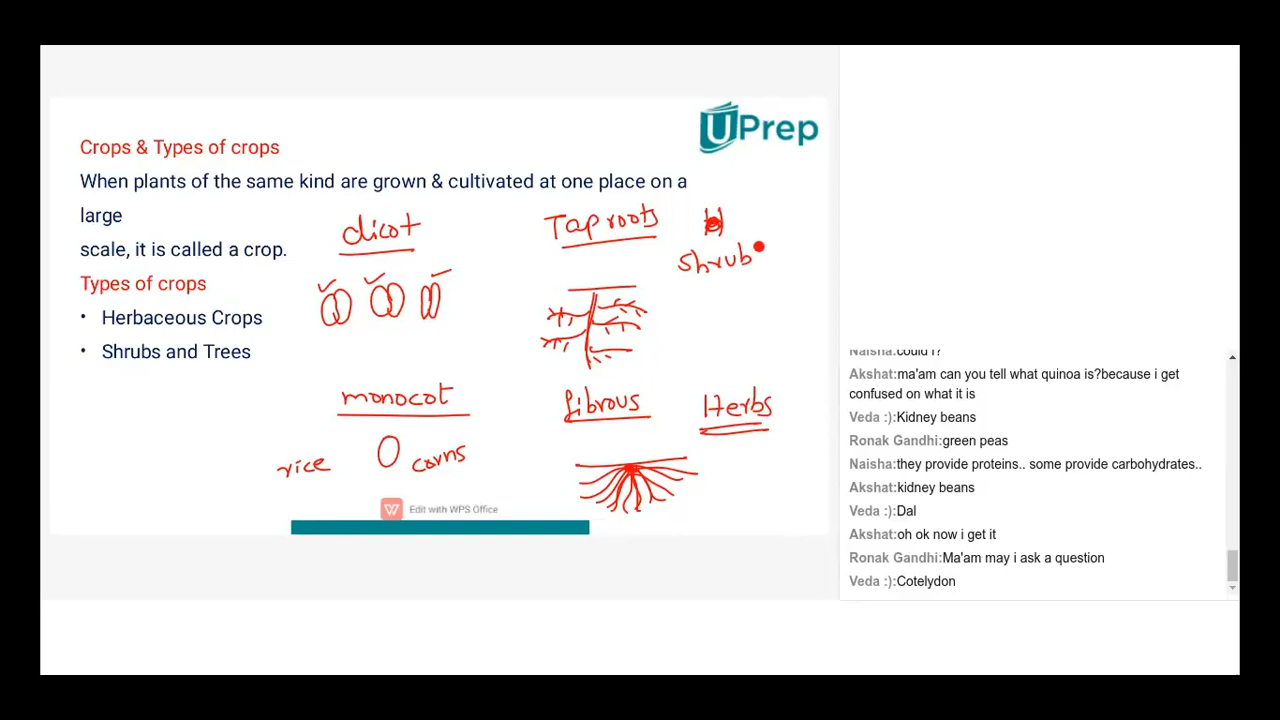 UPrep
Crops & Types of crops
When plants of the same kind are grown & cultivated at one place on a
large
scale, it is called a crop.
Types of crops
• Herbaceous Crops
• Shrubs and Trees
dicot
Taproots
Shrub
monocot
fibrous
Herbs
rice
corns
Edit with WPS Office
Naisha:could i?
Akshat:ma'am can you tell what quinoa is?because i get
confused on what it is
Veda :):Kidney beans
Ronak Gandhi:green peas
Naisha:they provide proteins.. some provide carbohydrates..
Akshat:kidney beans
Veda :):Dal
Akshat:oh ok now i get it
Ronak Gandhi:Ma'am may i ask a question
Veda :):Cotelydon